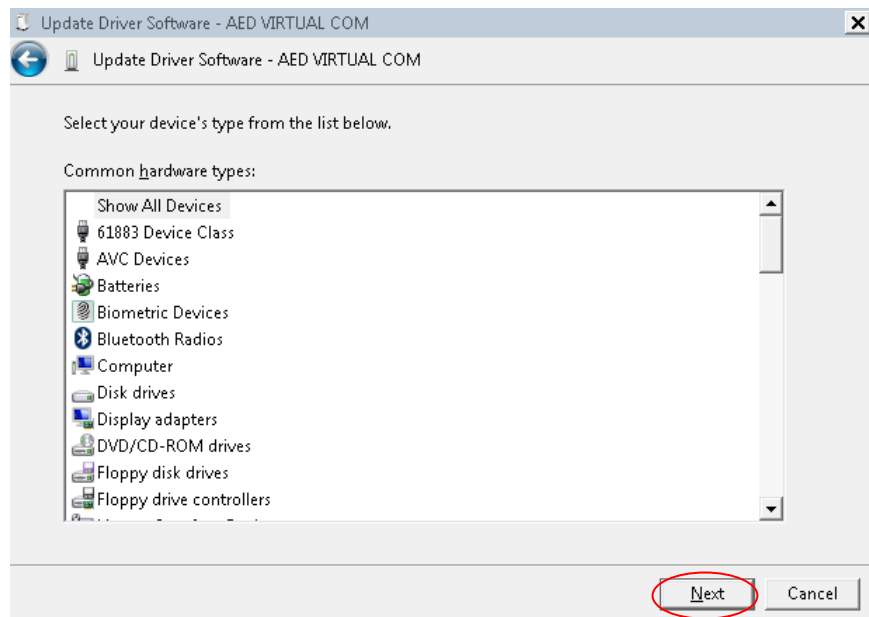 Update Driver Software - AED VIRTUAL COM
Update Driver Software - AED VIRTUAL COM
Select your device's type from the list below.
Common hardware types:
Show All Devices
61883 Device Class
AVC Devices
Batteries
Biometric Devices
Bluetooth Radios
Computer
Disk drives
Display adapters
DVD/CD-ROM drives
Floppy disk drives
Floppy drive controllers
Next
Cancel